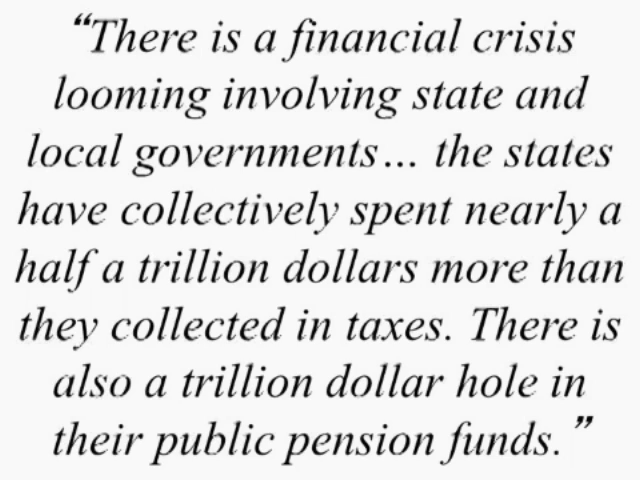 “There is a financial crisis
looming involving state and
local governments... the states
have collectively spent nearly a
half a trillion dollars more than
they collected in taxes. There is
also a trillion dollar hole in
their public pension funds.”